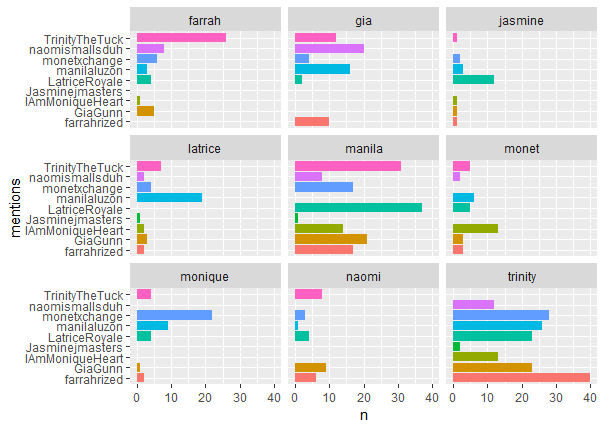 farrah gia jasmine
TrinityTheTuck
naomismallsduh
monetxchange
manilaluzon
LatriceRoyale
Jasminejmasters
IAmMoniqueHeart
GiaGunn
farrahrized
latrice manila monet
mentions
TrinityTheTuck
naomismallsduh
monetxchange
manilaluzon
LatriceRoyale
Jasminejmasters
IAmMoniqueHeart
GiaGunn
farrahrized
monique naomi trinity
TrinityTheTuck
naomismallsduh
monetxchange
manilaluzon
LatriceRoyale
Jasminejmasters
IAmMoniqueHeart
GiaGunn
farrahrized
0 10 20 30 40 0 10 20 30 40 0 10 20 30 40
n